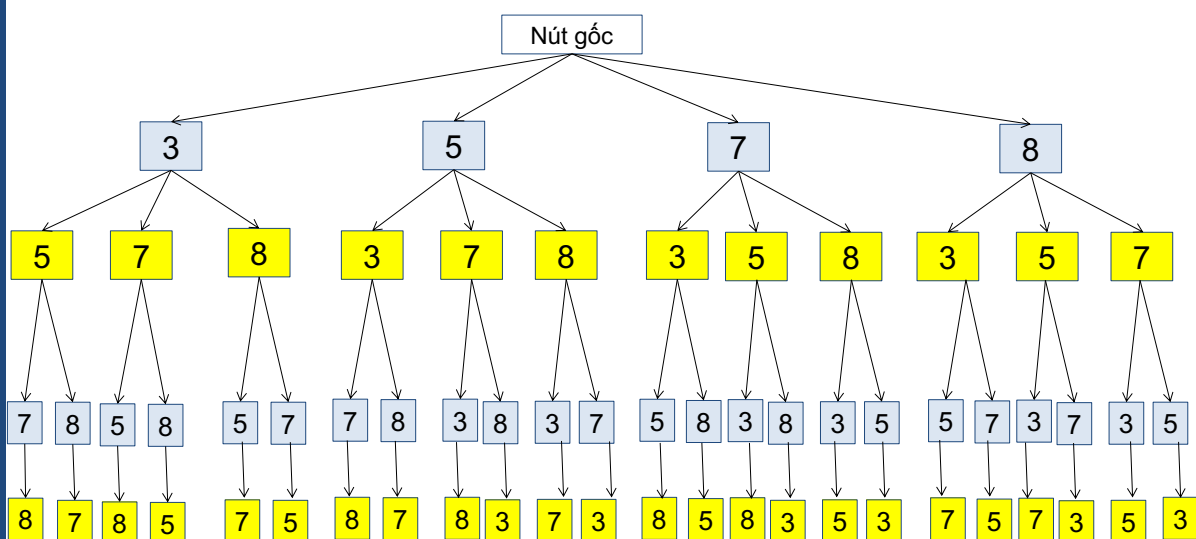 Nút gốc
3 5 7 8
5 7 8 3 7 8 3 5 8 3 5 7
7 8 5 8 5 7 7 8 3 8 3 7 5 8 3 8 3 5 5 7 3 7 3 5
8 7 8 5 7 5 8 7 8 3 7 3 8 5 8 3 5 3 7 5 7 3 5 3